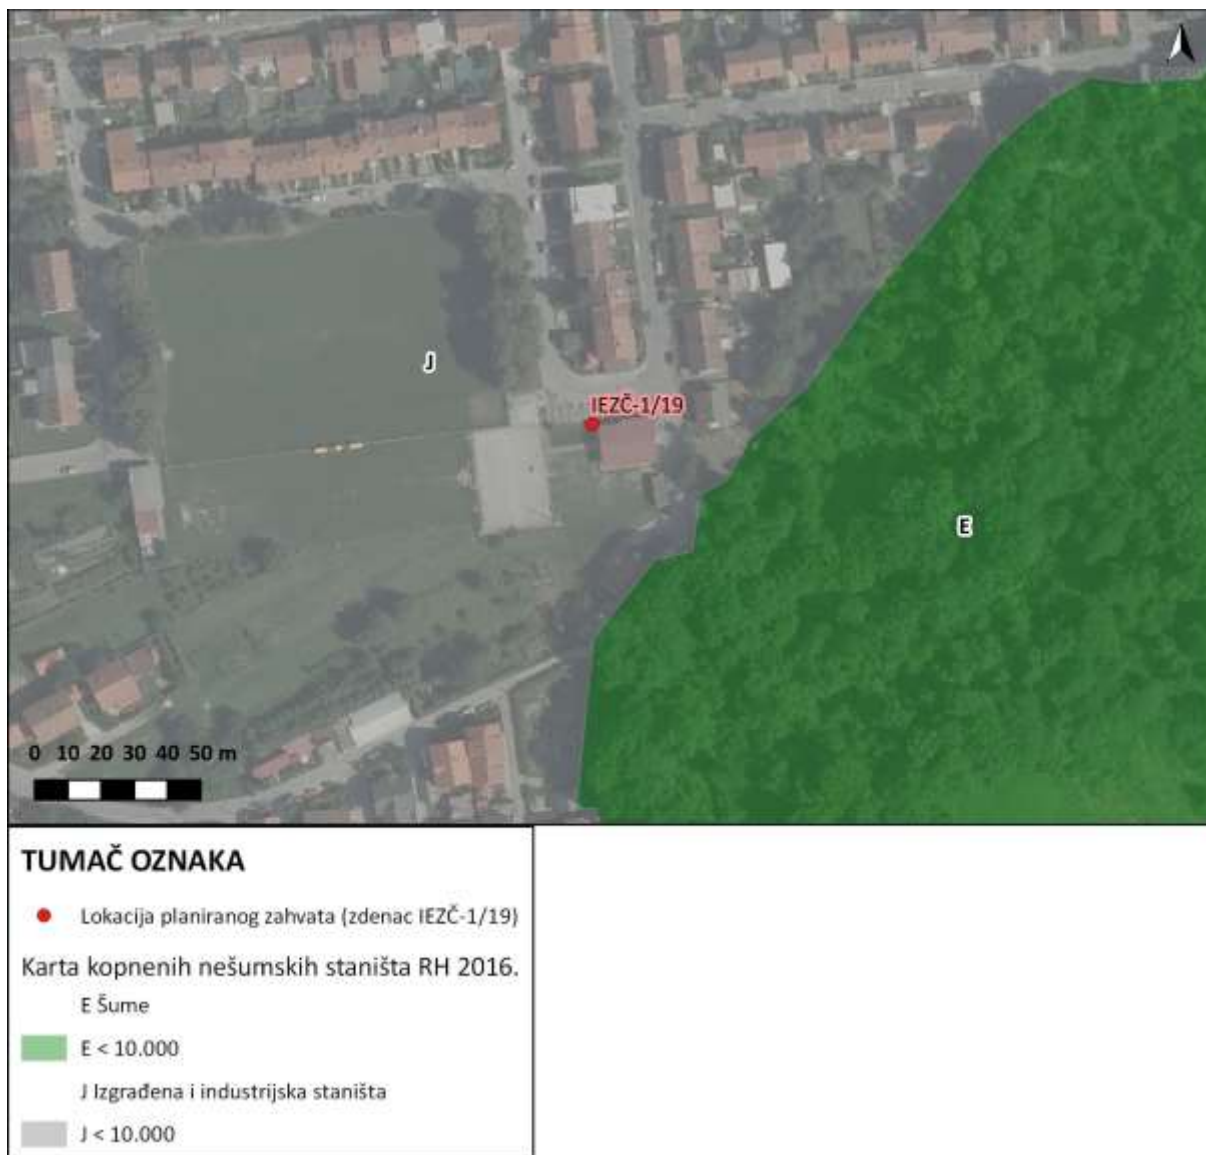 J
IEZČ-1/19
E
0 10 20 30 40 50 m
TUMAČ OZNAKA
Lokacija planiranog zahvata (zdenac IEZČ-1/19)
Karta kopnenih nešumskih staništa RH 2016.
E Šume
E < 10.000
J Izgrađena i industrijska staništa
J < 10.000